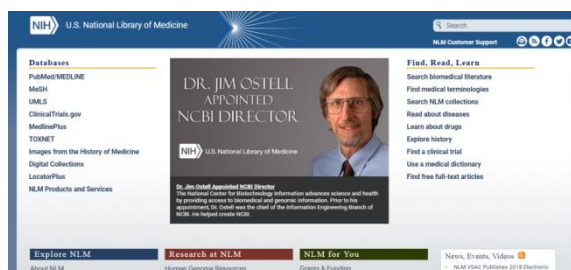 NIH U.S. National Library of Medicine
Search
NLM Customer Support
Databases
PubMed/MEDLINE
MeSH
UMLS
ClinicalTrials.gov
MedlinePlus
TOXNET
Images from the History of Medicine
Digital Collections
LocatorPlus
NLM Products and Services
DR. JIM OSTELL
APPOINTED
NCBI DIRECTOR
NIH U.S. National Library of Medicine
Dr. Jim Ostell Appointed NCBI Director
The National Center for Biotechnology Information advances science and health
by providing access to biomedical and genomic information. Prior to his
appointment, Dr. Ostell was the chief of the Information Engineering Branch of
NCBI. He helped create NCBI.
Find, Read, Learn
Search biomedical literature
Find medical terminologies
Search NLM collections
Read about diseases
Learn about drugs
Explore history
Find a clinical trial
Use a medical dictionary
Find free full-text articles
Explore NLM
About NLM
Research at NLM
Human Genome Resources
NLM for You
Grants & Funding
News, Events, Videos
NLM VSAC Publishes 2018 Electronic